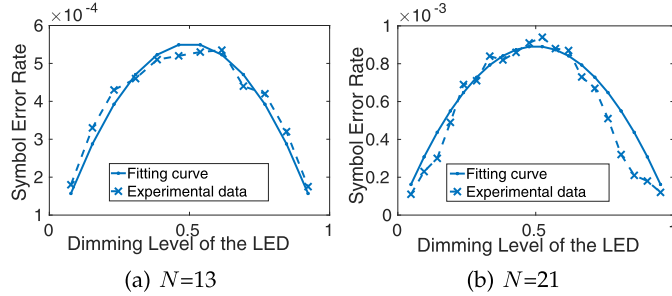 ×10⁻⁴
6
5
4
3
2
1
Symbol Error Rate
Fitting curve
Experimental data
0 0.5 1
Dimming Level of the LED
(a) N=13
×10⁻³
1
0.8
0.6
0.4
0.2
0
Symbol Error Rate
Fitting curve
Experimental data
0 0.5 1
Dimming Level of the LED
(b) N=21